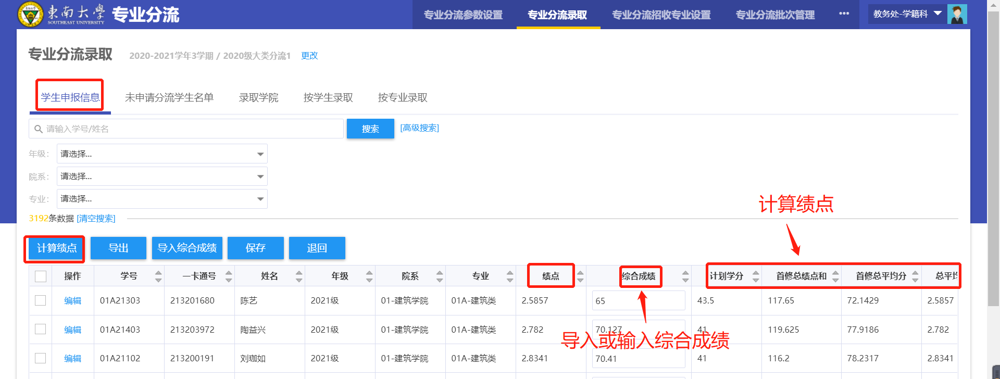 東南大學 专业分流 专业分流参数设置 专业分流录取 专业分流招收专业设置 专业分流批次管理 ••• 教务处-学籍科
SOUTHEAST UNIVERSITY
专业分流录取 2020-2021学年3学期 / 2020级大类分流1 更改
学生申报信息 未申请分流学生名单 录取学院 按学生录取 按专业录取
请输入学号/姓名 搜索 [高级搜索]
年级: 请选择...
院系: 请选择...
专业: 请选择...
计算绩点
3192条数据 [清空搜索]
计算绩点 导出 导入综合成绩 保存 退回
操作 学号 一卡通号 姓名 年级 院系 专业 绩点 综合成绩 计划学分 首修总绩点和 首修总平均分 总平均
编辑 01A21303 213201680 陈艺 2021级 01-建筑学院 01A-建筑类 2.5857 65 43.5 117.65 72.1429 2.5857
编辑 01A21403 213203972 陶益兴 2021级 01-建筑学院 01A-建筑类 2.782 70.127 41 119.625 77.9186 2.782
导入或输入综合成绩
编辑 01A21102 213200191 刘珈如 2021级 01-建筑学院 01A-建筑类 2.8341 70.41 41 116.2 78.2317 2.8341